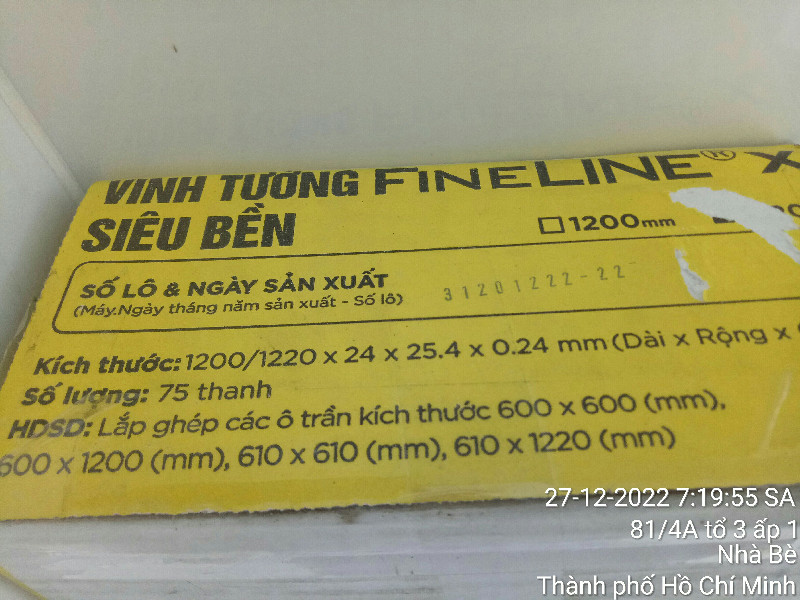 VĨNH TƯỜNG FINELINE® X
SIÊU BỀN
☐ 1200mm
SỐ LÔ & NGÀY SẢN XUẤT
(Máy.Ngày tháng năm sản xuất - Số lô)
31201222-22
Kích thước: 1200/1220 x 24 x 25.4 x 0.24 mm (Dài x Rộng x
Số lượng: 75 thanh
HDSD: Lắp ghép các ô trần kích thước 600 x 600 (mm),
600 x 1200 (mm), 610 x 610 (mm), 610 x 1220 (mm)
27-12-2022 7:19:55 SA
81/4A tổ 3 ấp 1
Nhà Bè
Thành phố Hồ Chí Minh